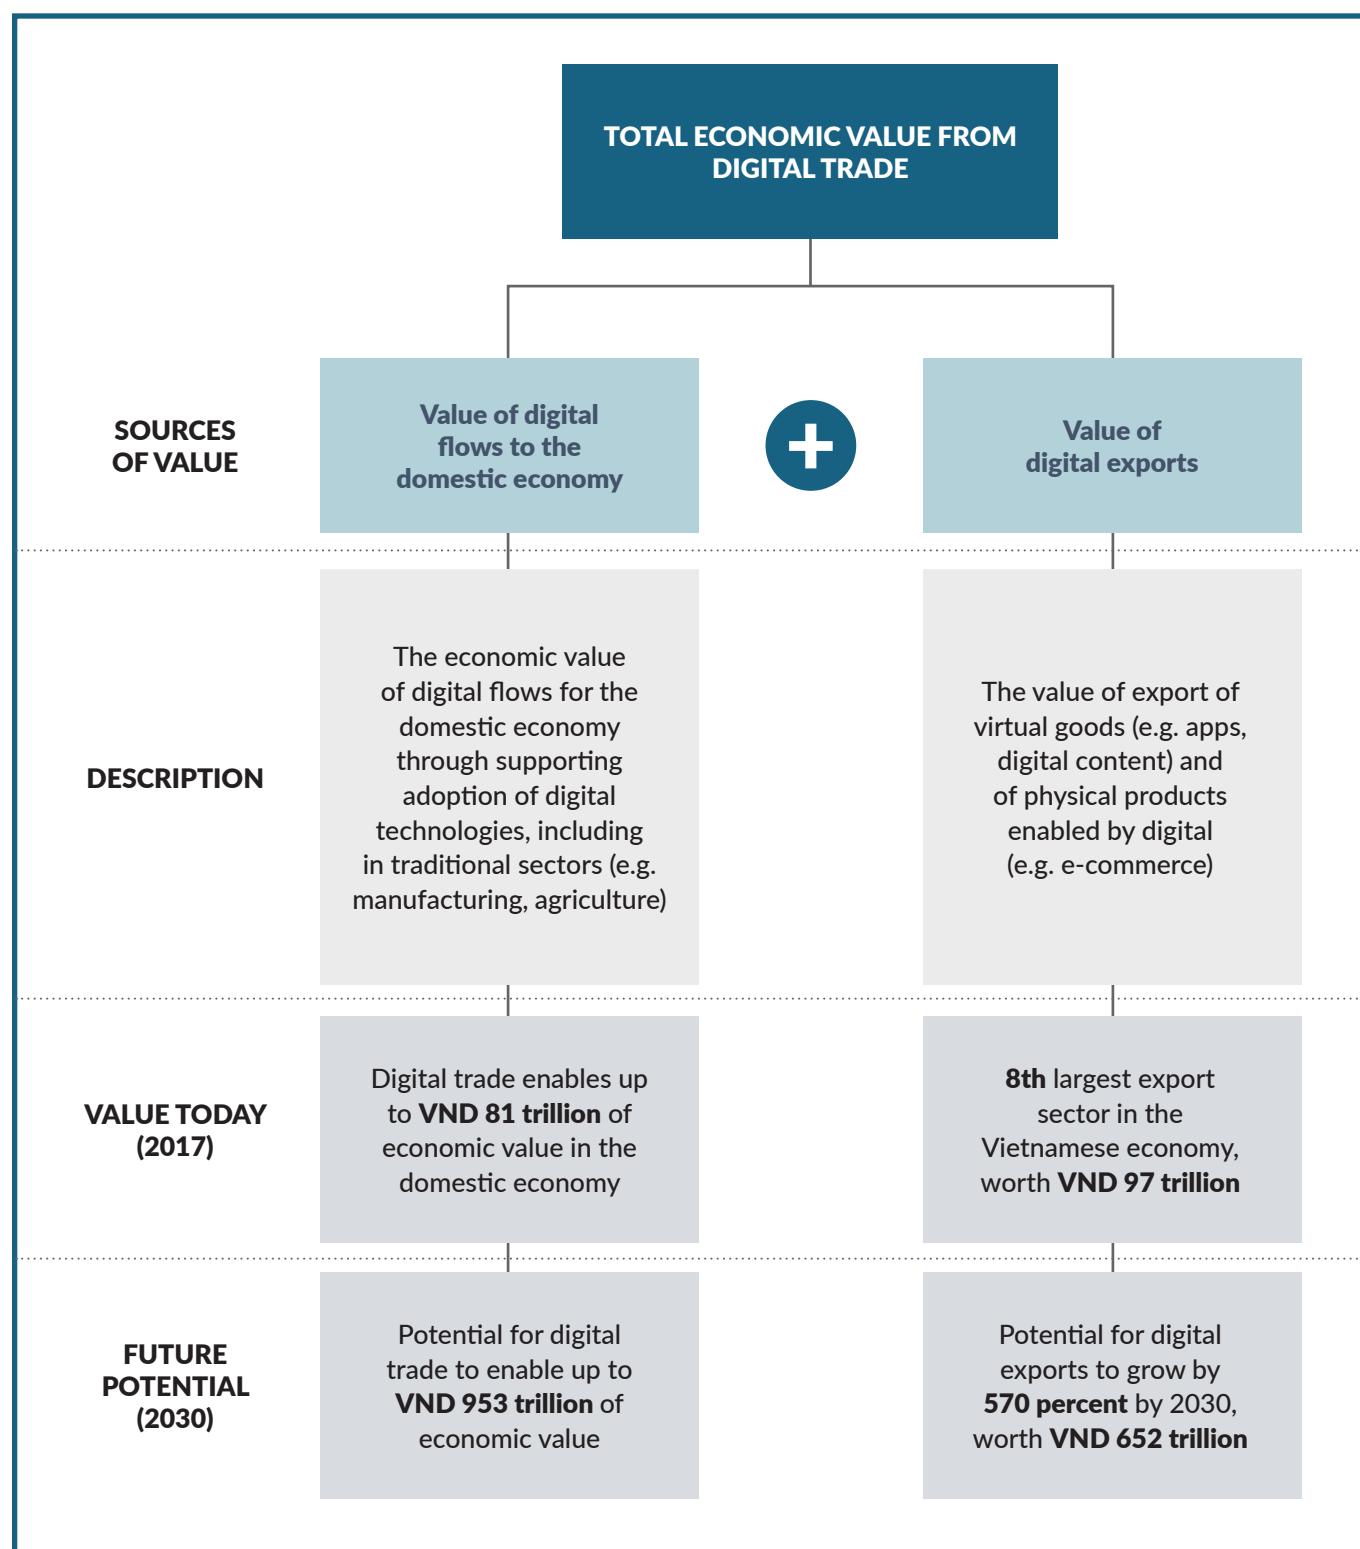 TOTAL ECONOMIC VALUE FROM
DIGITAL TRADE
SOURCES
OF VALUE
Value of digital
flows to the
domestic economy
+
Value of
digital exports
DESCRIPTION
The economic value
of digital flows for the
domestic economy
through supporting
adoption of digital
technologies, including
in traditional sectors (e.g.
manufacturing, agriculture)
The value of export of
virtual goods (e.g. apps,
digital content) and
of physical products
enabled by digital
(e.g. e-commerce)
VALUE TODAY
(2017)
Digital trade enables up
to VND 81 trillion of
economic value in the
domestic economy
8th largest export
sector in the
Vietnamese economy,
worth VND 97 trillion
FUTURE
POTENTIAL
(2030)
Potential for digital
trade to enable up to
VND 953 trillion of
economic value
Potential for digital
exports to grow by
570 percent by 2030,
worth VND 652 trillion